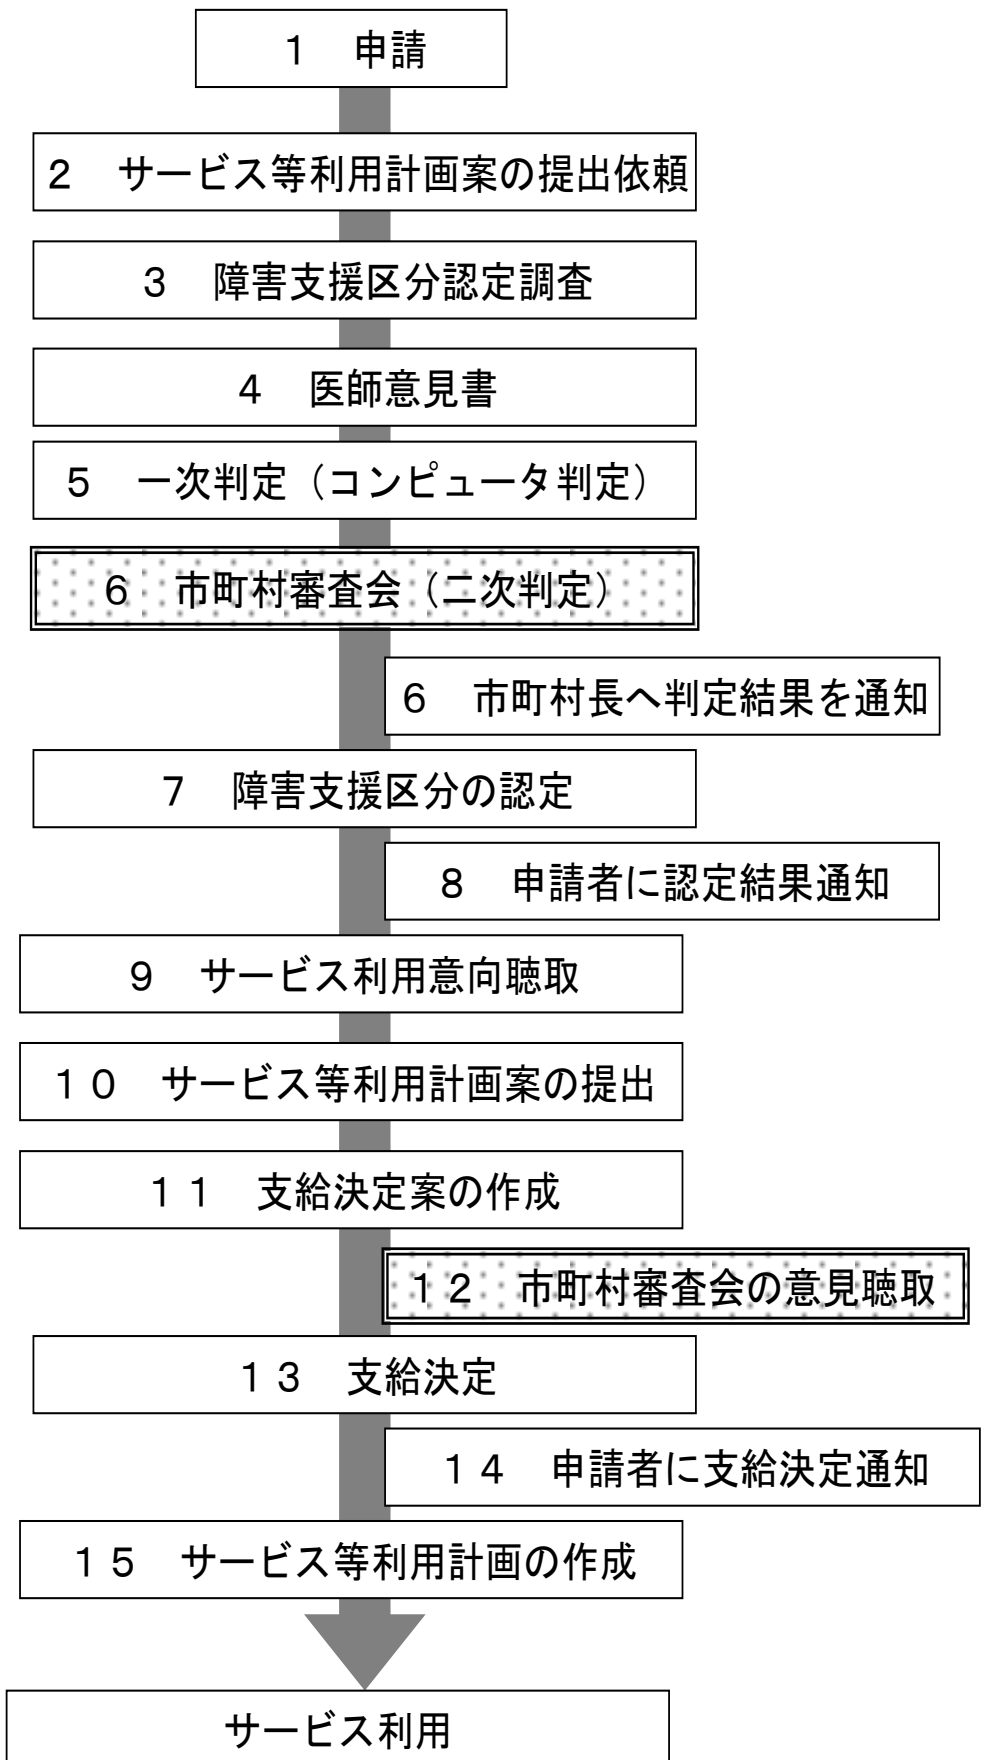 １　申請
２　サービス等利用計画案の提出依頼
３　障害支援区分認定調査
４　医師意見書
５　一次判定（コンピュータ判定）
６　市町村審査会（二次判定）
６　市町村長へ判定結果を通知
７　障害支援区分の認定
８　申請者に認定結果通知
９　サービス利用意向聴取
１０　サービス等利用計画案の提出
１１　支給決定案の作成
１２　市町村審査会の意見聴取
１３　支給決定
１４　申請者に支給決定通知
１５　サービス等利用計画の作成
サービス利用